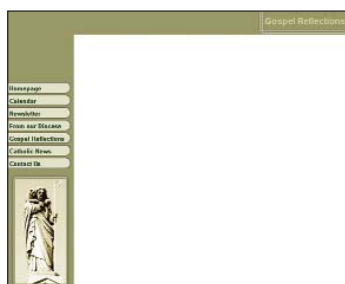 Gospel Reflections
Homepage
Calendar
Newsletter
From our Diocese
Gospel Reflections
Catholic News
Contact Us